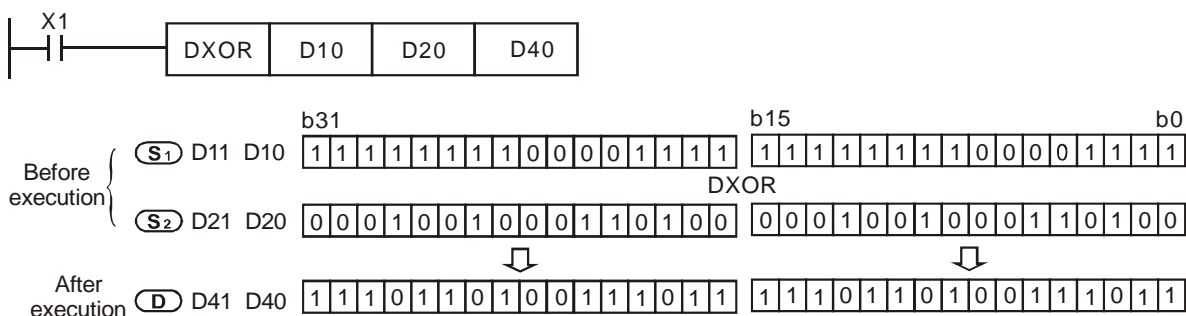 X1
DXOR D10 D20 D40
b31 b15 b0
Before execution
S1 D11 D10 1 1 1 1 1 1 1 1 0 0 0 0 1 1 1 1 1 1 1 1 1 1 1 1 0 0 0 0 1 1 1 1
DXOR
S2 D21 D20 0 0 0 1 0 0 1 0 0 0 1 1 0 1 0 0 0 0 0 1 0 0 1 0 0 0 1 1 0 1 0 0
After execution
D D41 D40 1 1 1 0 1 1 0 1 0 0 1 1 1 0 1 1 1 1 1 0 1 1 0 1 0 0 1 1 1 0 1 1